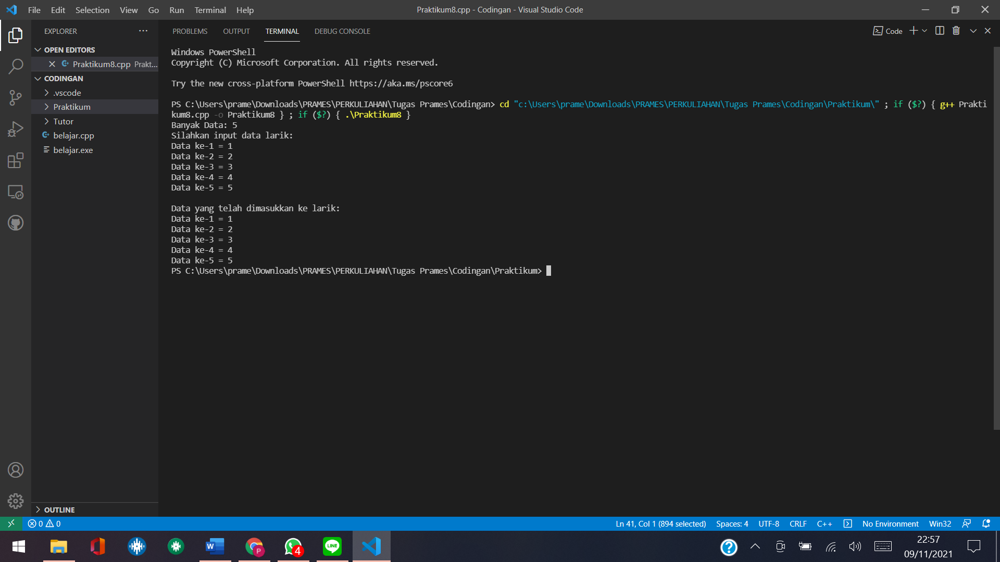 File Edit Selection View Go Run Terminal Help
Praktikum8.cpp - Codingan - Visual Studio Code
EXPLORER
OPEN EDITORS
Praktikum8.cpp Prakt...
CODINGAN
.vscode
Praktikum
Tutor
belajar.cpp
belajar.exe
OUTLINE
PROBLEMS OUTPUT TERMINAL DEBUG CONSOLE
Code
Windows PowerShell
Copyright (C) Microsoft Corporation. All rights reserved.
Try the new cross-platform PowerShell https://aka.ms/pscore6
PS C:\Users\prame\Downloads\PRAMES\PERKULIAHAN\Tugas Prames\Codingan> cd "c:\Users\prame\Downloads\PRAMES\PERKULIAHAN\Tugas Prames\Codingan\Praktikum\" ; if ($?) { g++ Prakti
kum8.cpp -o Praktikum8 } ; if ($?) { .\Praktikum8 }
Banyak Data: 5
Silahkan input data larik:
Data ke-1 = 1
Data ke-2 = 2
Data ke-3 = 3
Data ke-4 = 4
Data ke-5 = 5
Data yang telah dimasukkan ke larik:
Data ke-1 = 1
Data ke-2 = 2
Data ke-3 = 3
Data ke-4 = 4
Data ke-5 = 5
PS C:\Users\prame\Downloads\PRAMES\PERKULIAHAN\Tugas Prames\Codingan\Praktikum>
0 0
Ln 41, Col 1 (894 selected) Spaces: 4 UTF-8 CRLF C++ No Environment Win32
W
P
4
LINE
?
22:57
09/11/2021